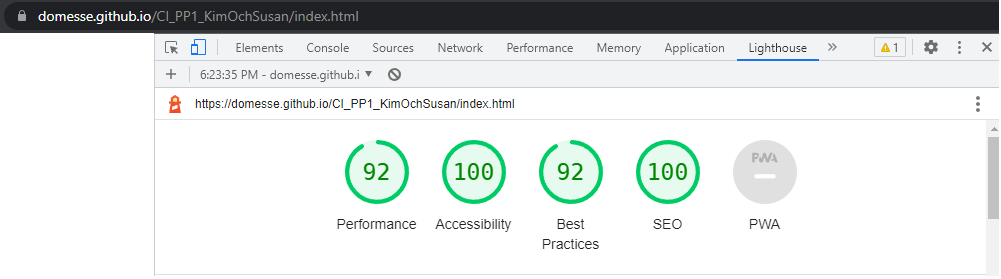 domesse.github.io/CI_PP1_KimOchSusan/index.html
Elements Console Sources Network Performance Memory Application Lighthouse » 1
+ 6:23:35 PM - domesse.github.i ▼
https://domesse.github.io/CI_PP1_KimOchSusan/index.html
92 100 92 100 PWA
Performance Accessibility Best Practices SEO PWA